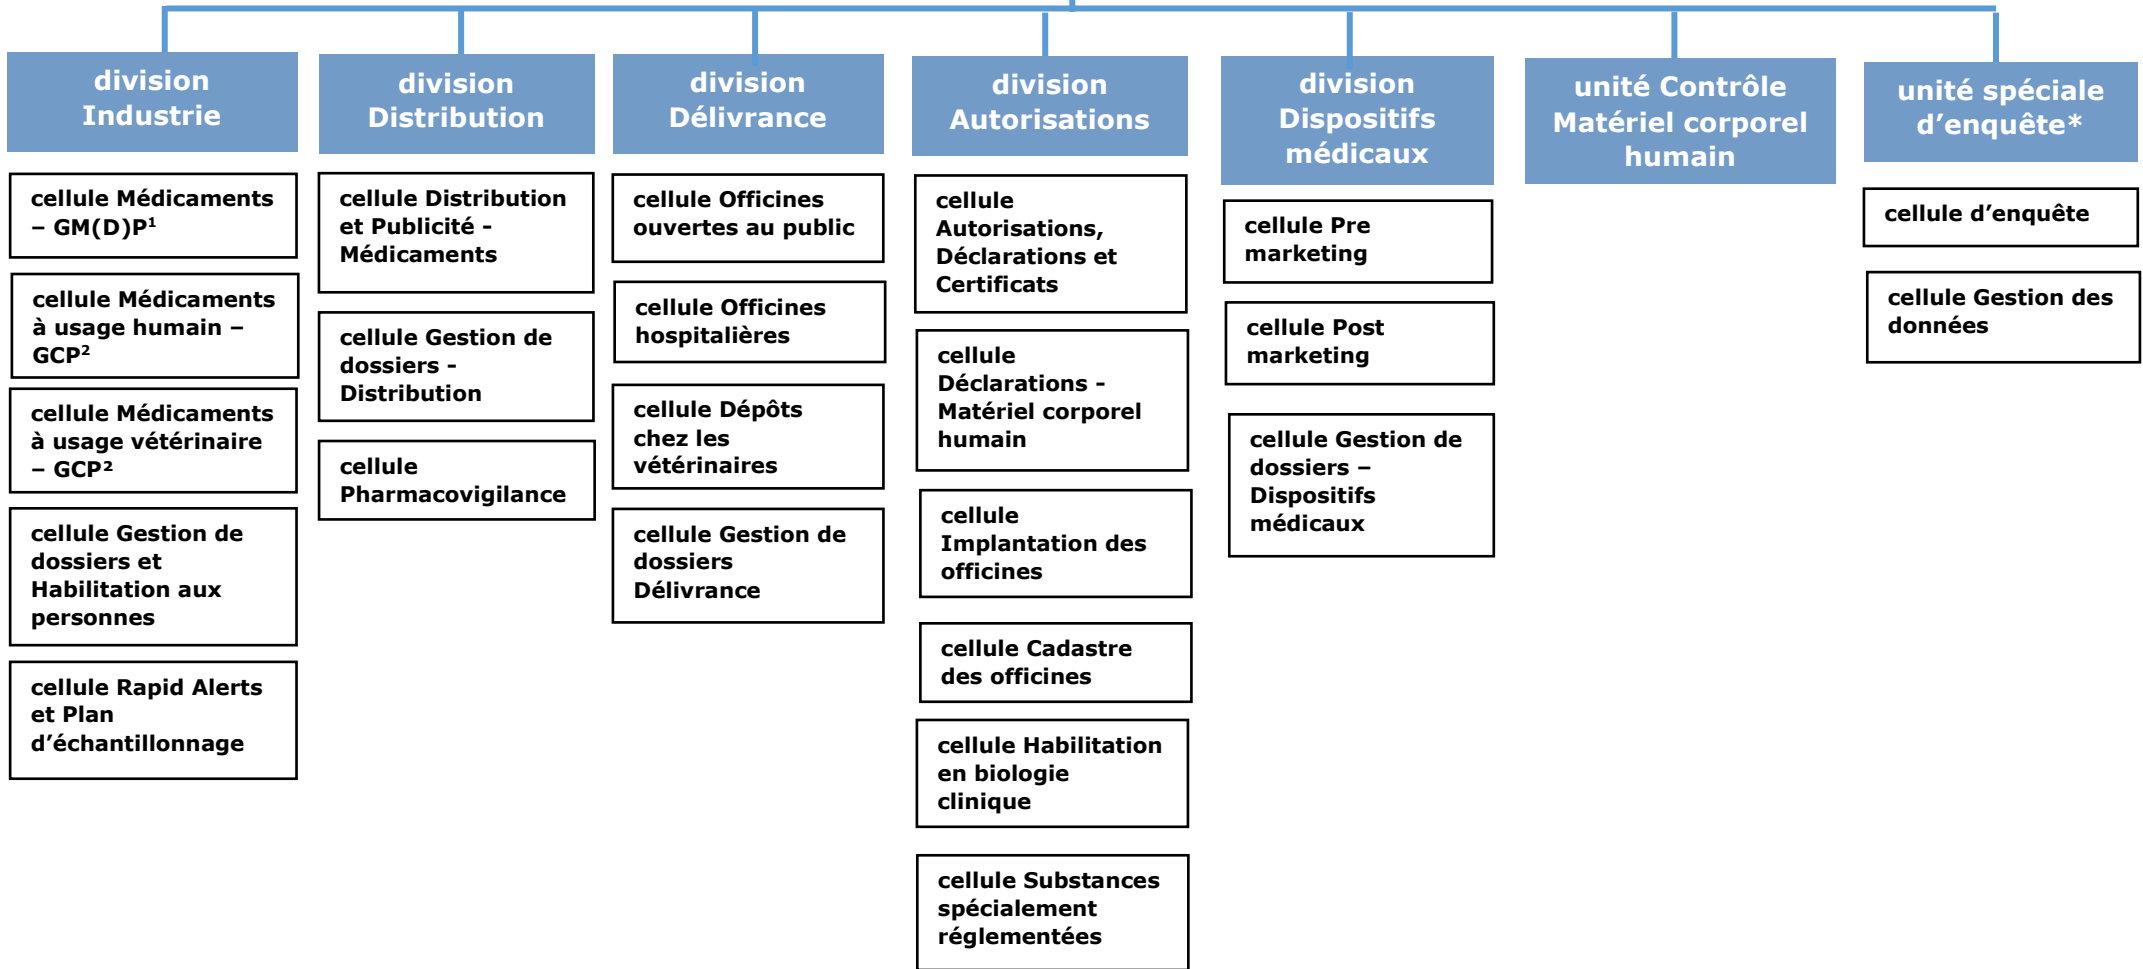 division
Industrie
cellule Médicaments
– GM(D)P¹
cellule Médicaments
à usage humain –
GCP²
cellule Médicaments
à usage vétérinaire
– GCP²
cellule Gestion de
dossiers et
Habilitation aux
personnes
cellule Rapid Alerts
et Plan
d’échantillonnage
division
Distribution
cellule Distribution
et Publicité -
Médicaments
cellule Gestion de
dossiers -
Distribution
cellule
Pharmacovigilance
division
Délivrance
cellule Officines
ouvertes au public
cellule Officines
hospitalières
cellule Dépôts
chez les
vétérinaires
cellule Gestion de
dossiers
Délivrance
division
Autorisations
cellule
Autorisations,
Déclarations et
Certificats
cellule
Déclarations -
Matériel corporel
humain
cellule
Implantation des
officines
cellule Cadastre
des officines
cellule Habilitation
en biologie
clinique
cellule Substances
spécialement
réglementées
division
Dispositifs
médicaux
cellule Pre
marketing
cellule Post
marketing
cellule Gestion de
dossiers –
Dispositifs
médicaux
unité Contrôle
Matériel corporel
humain
unité spéciale
d’enquête*
cellule d’enquête
cellule Gestion des
données